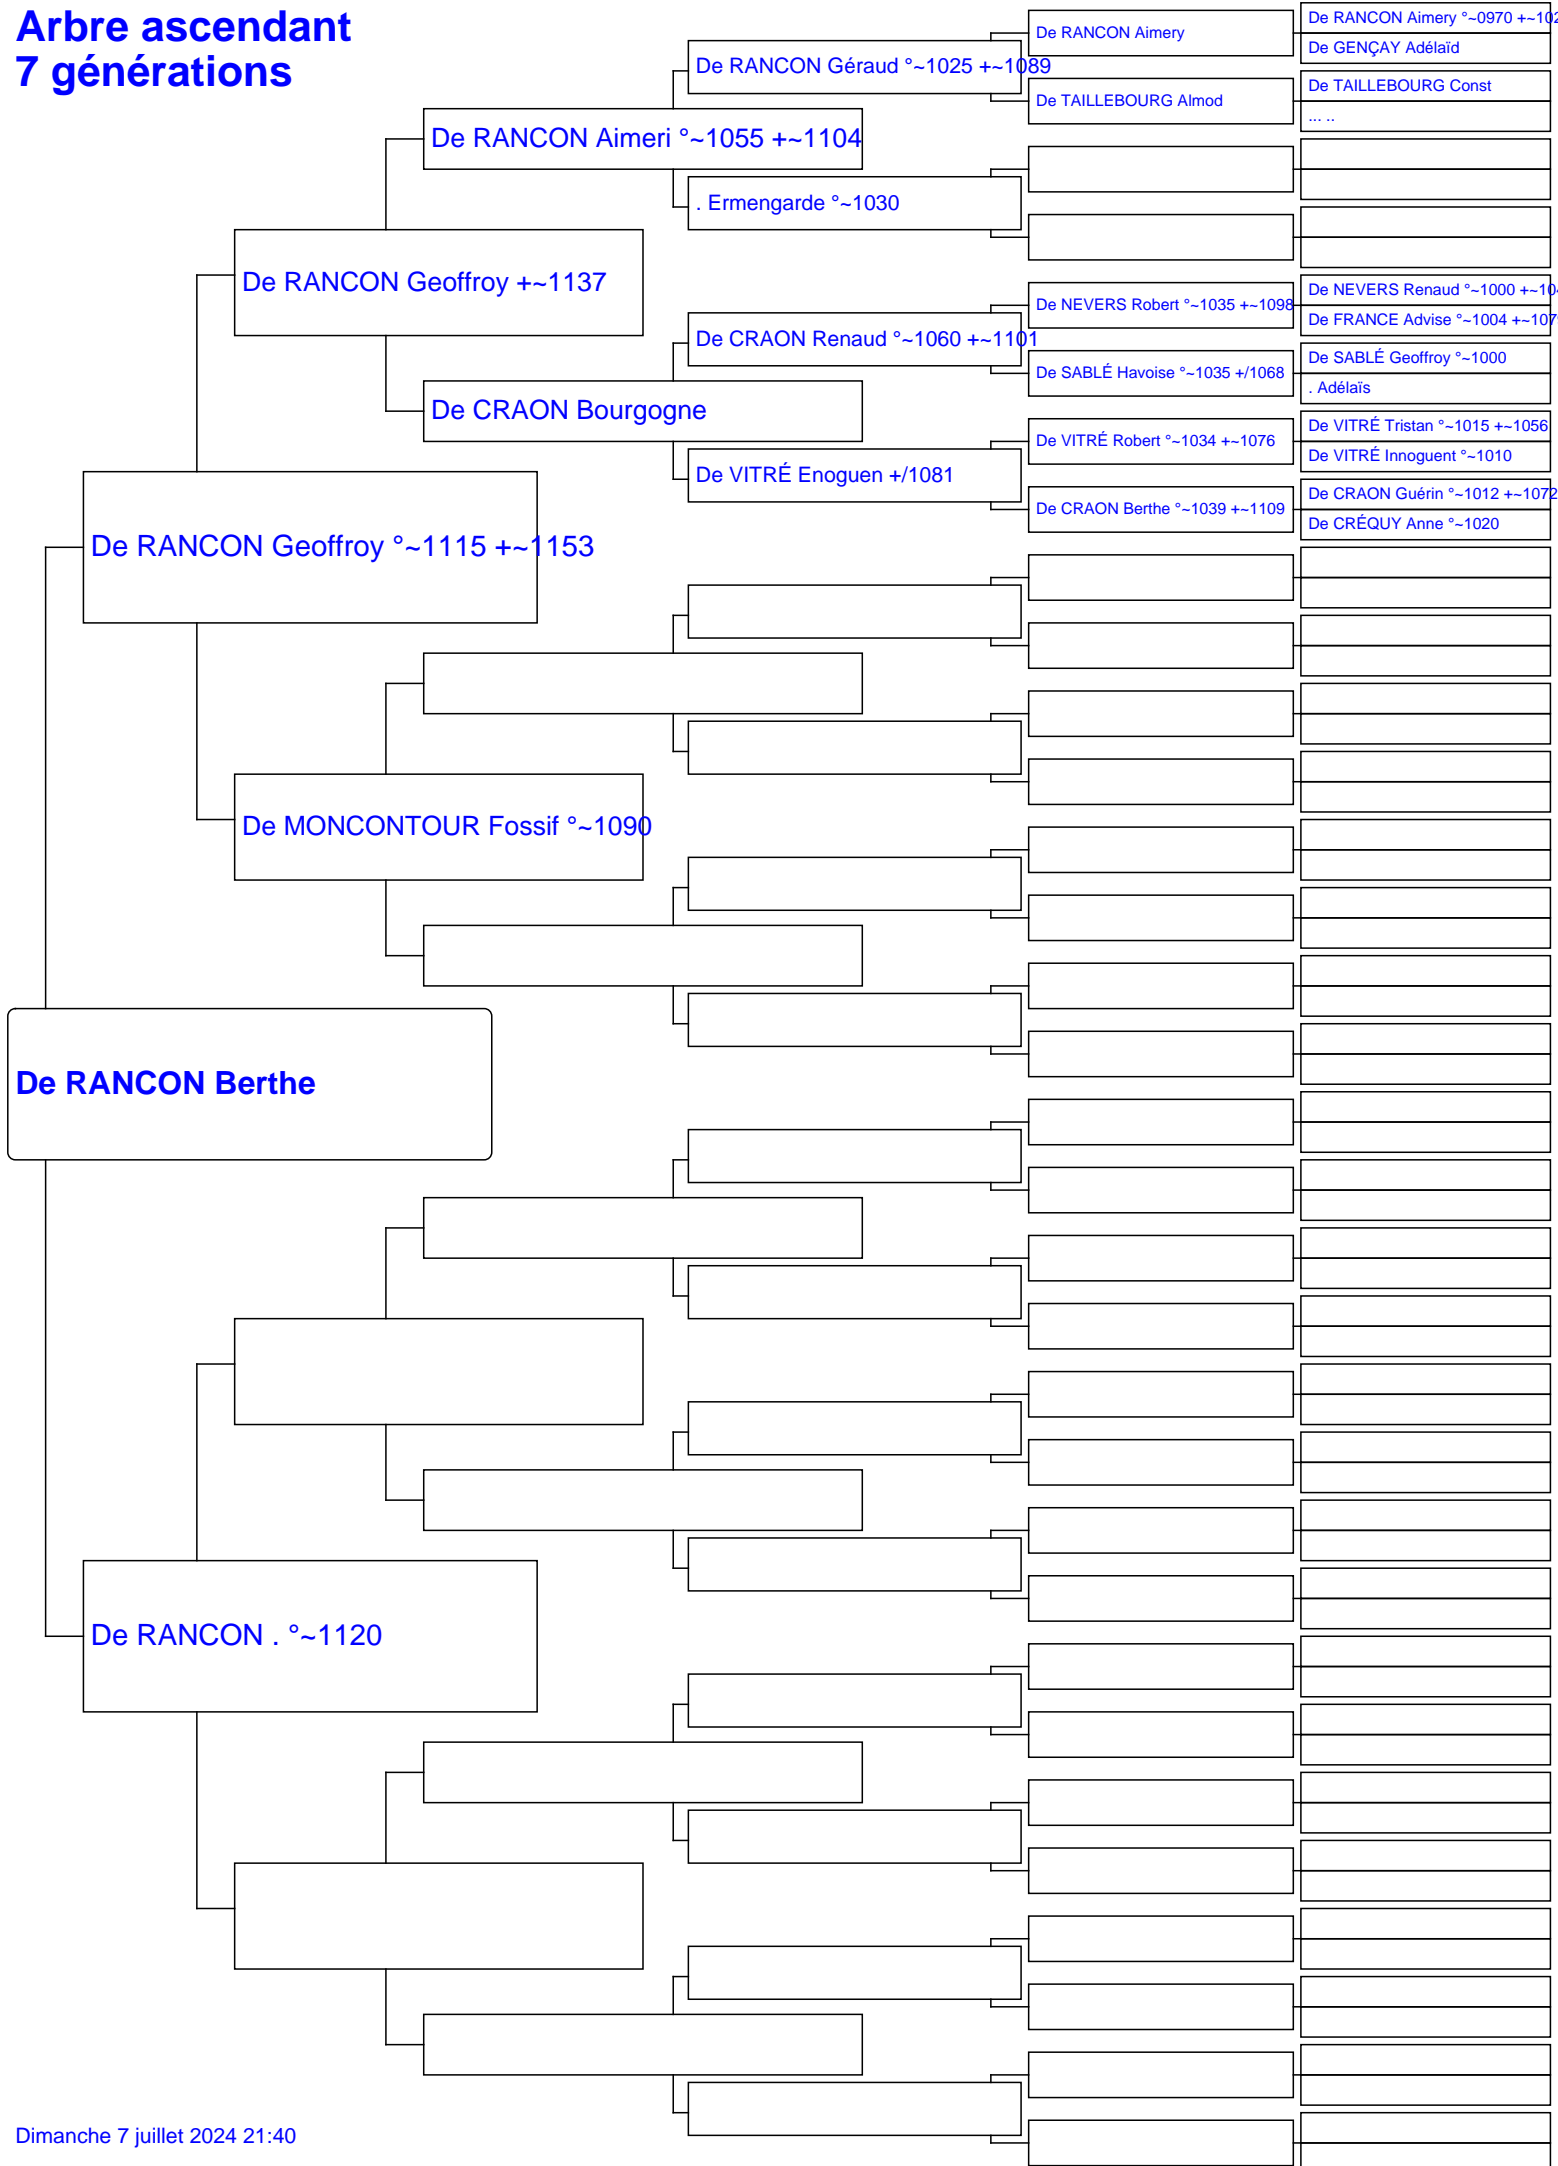 Arbre ascendant
7 générations
De RANCON Aimery
De RANCON Aimery °~0970 +~102
De GENÇAY Adélaïd
De RANCON Géraud °~1025 +~1089
De TAILLEBOURG Almod
De TAILLEBOURG Const
... ..
De RANCON Aimeri °~1055 +~1104
. Ermengarde °~1030
De RANCON Geoffroy +~1137
De NEVERS Robert °~1035 +~1098
De NEVERS Renaud °~1000 +~104
De FRANCE Advise °~1004 +~1079
De CRAON Renaud °~1060 +~1101
De SABLÉ Havoise °~1035 +/1068
De SABLÉ Geoffroy °~1000
. Adélaïs
De CRAON Bourgogne
De VITRÉ Robert °~1034 +~1076
De VITRÉ Tristan °~1015 +~1056
De VITRÉ Innoguent °~1010
De VITRÉ Enoguen +/1081
De CRAON Berthe °~1039 +~1109
De CRAON Guérin °~1012 +~1072
De CRÉQUY Anne °~1020
De RANCON Geoffroy °~1115 +~1153
De MONCONTOUR Fossif °~1090
De RANCON Berthe
De RANCON . °~1120
Dimanche 7 juillet 2024 21:40